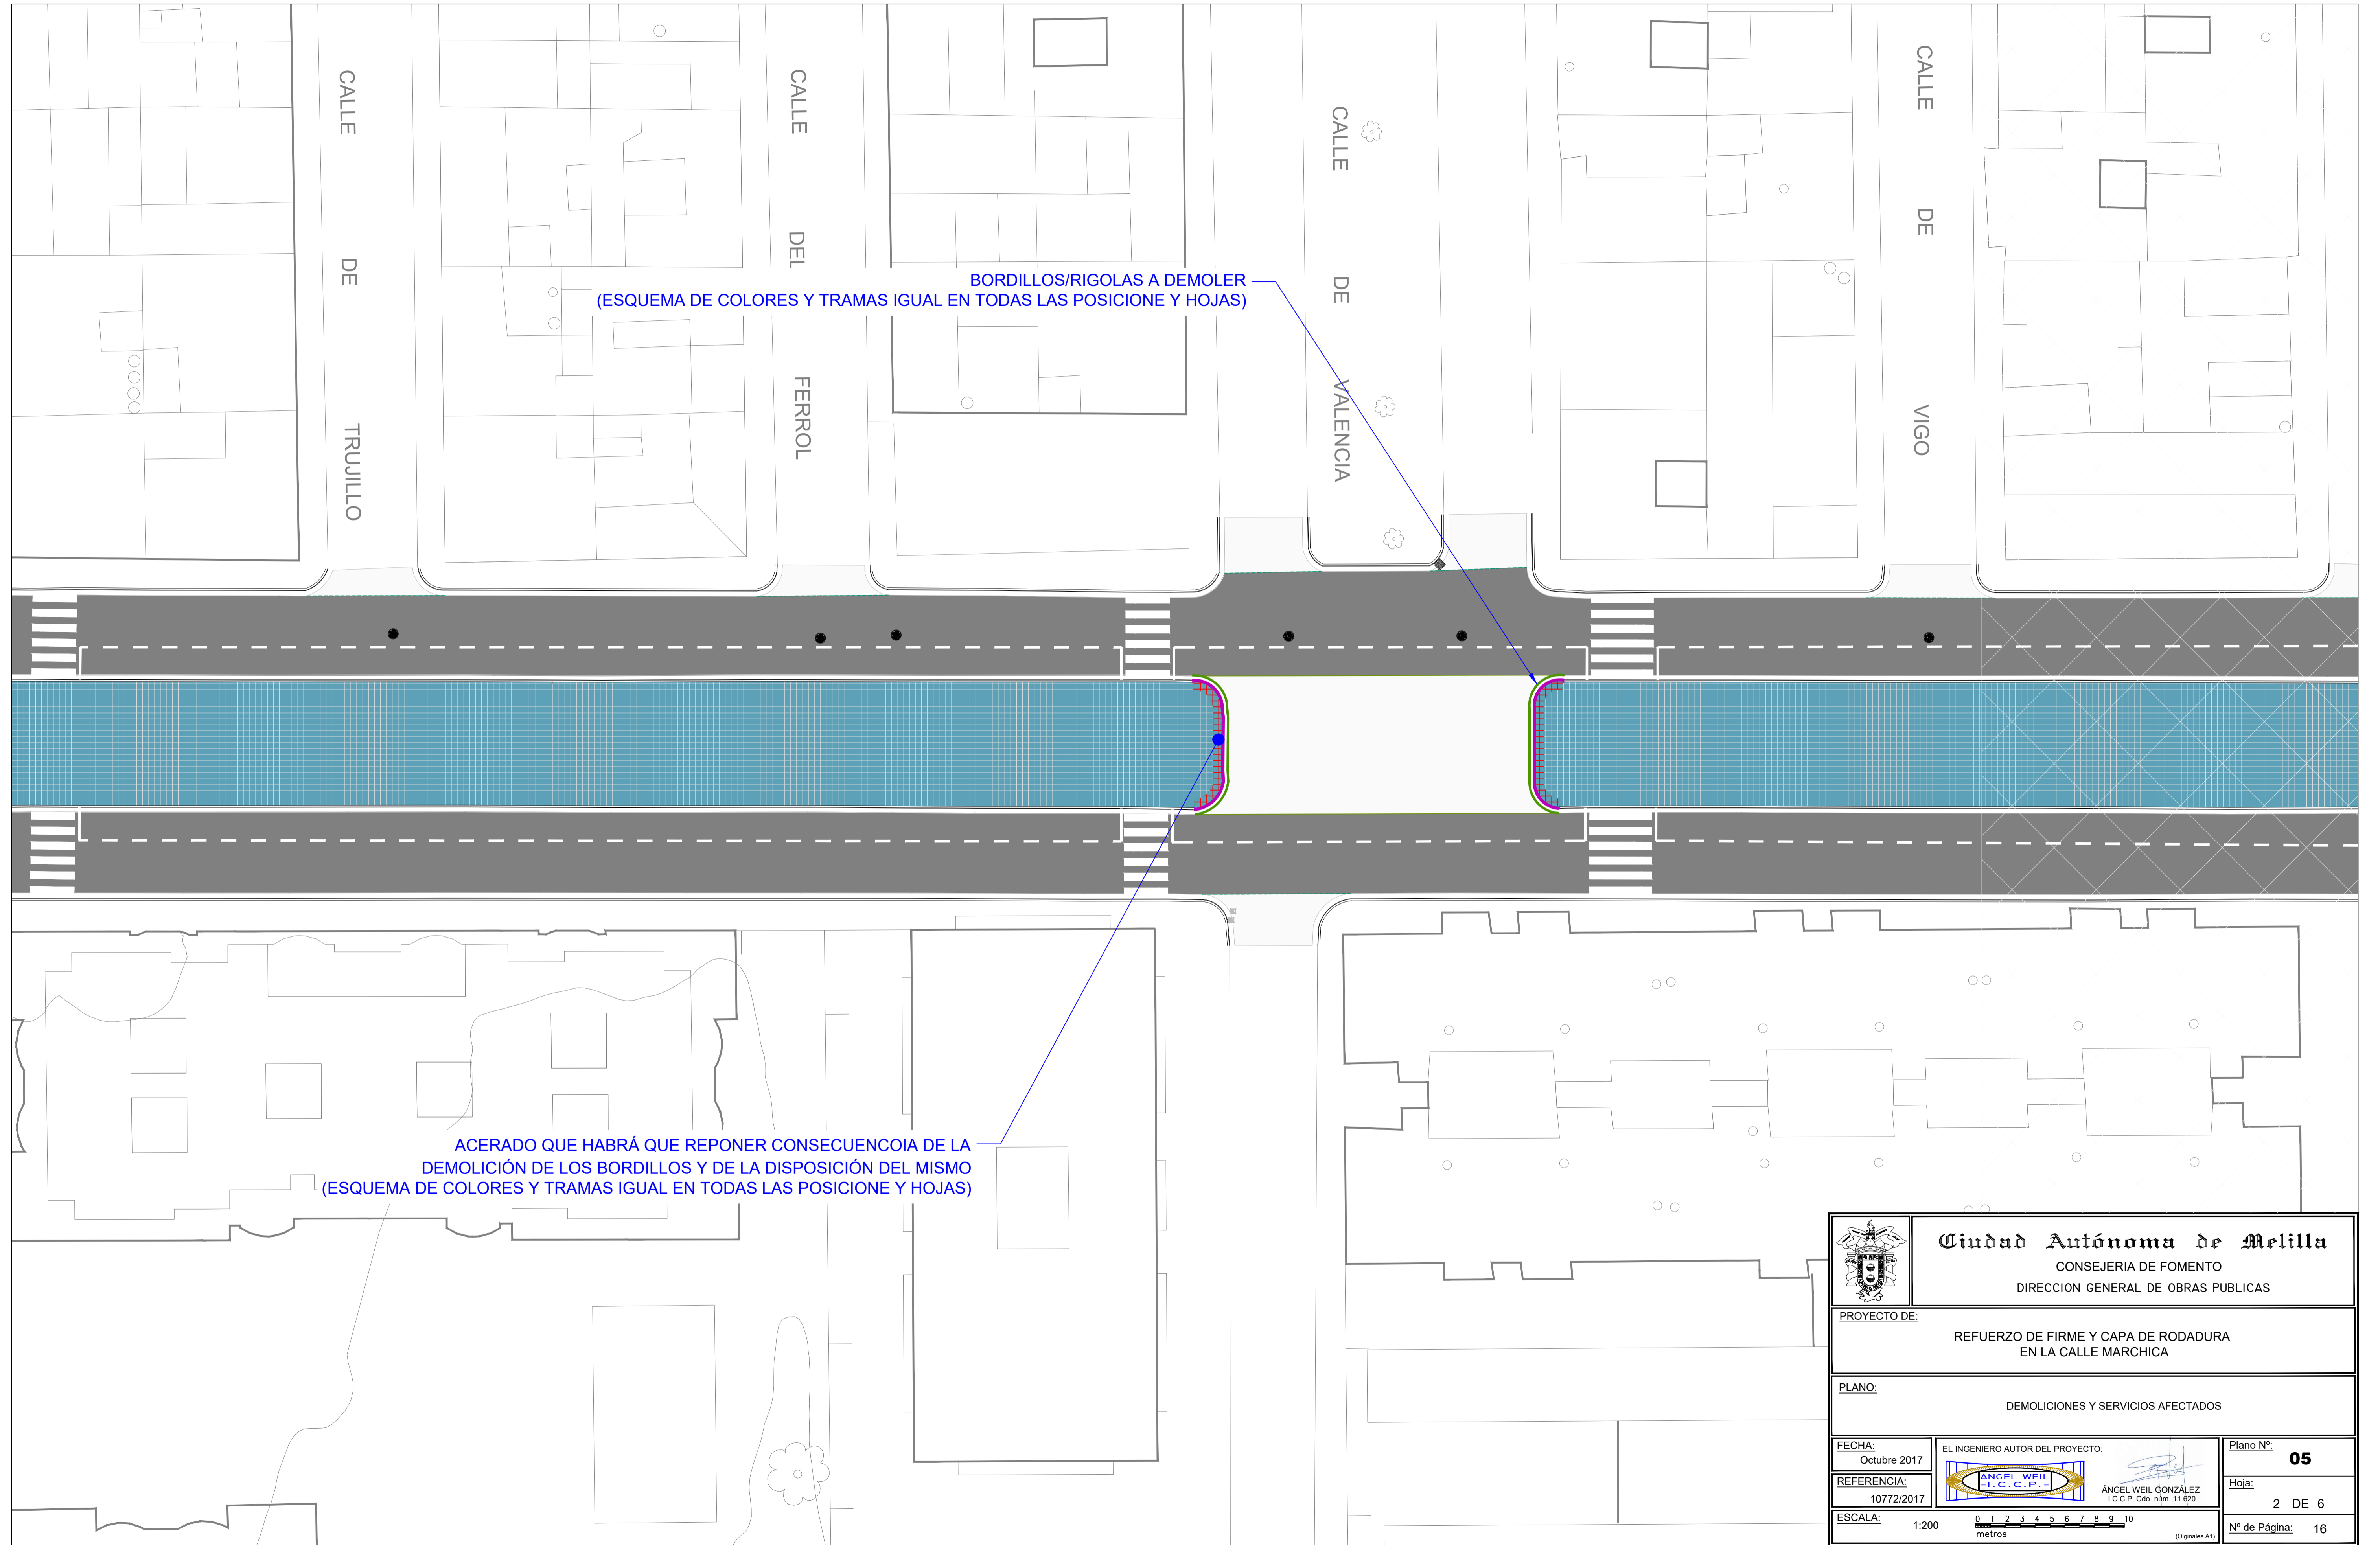 CALLE
DE
TRUJILLO
CALLE
DEL
FERROL
CALLE
DE
VALENCIA
CALLE
DE
VIGO
BORDILLOS/RIGOLAS A DEMOLER
(ESQUEMA DE COLORES Y TRAMAS IGUAL EN TODAS LAS POSICIONE Y HOJAS)
ACERADO QUE HABRÁ QUE REPONER CONSECUENCOIA DE LA
DEMOLICIÓN DE LOS BORDILLOS Y DE LA DISPOSICIÓN DEL MISMO
(ESQUEMA DE COLORES Y TRAMAS IGUAL EN TODAS LAS POSICIONE Y HOJAS)
Ciudad Autónoma de Melilla
CONSEJERIA DE FOMENTO
DIRECCION GENERAL DE OBRAS PUBLICAS
PROYECTO DE:
REFUERZO DE FIRME Y CAPA DE RODADURA
EN LA CALLE MARCHICA
PLANO:
DEMOLICIONES Y SERVICIOS AFECTADOS
FECHA:
Octubre 2017
REFERENCIA:
10772/2017
EL INGENIERO AUTOR DEL PROYECTO:
ANGEL WEIL
-I.C.C.P.-
ÁNGEL WEIL GONZÁLEZ
I.C.C.P. Cdo. núm. 11.620
Plano Nº:
05
Hoja:
2 DE 6
ESCALA:
1:200
0 1 2 3 4 5 6 7 8 9 10
metros
(Oiginales A1)
Nº de Página: 16